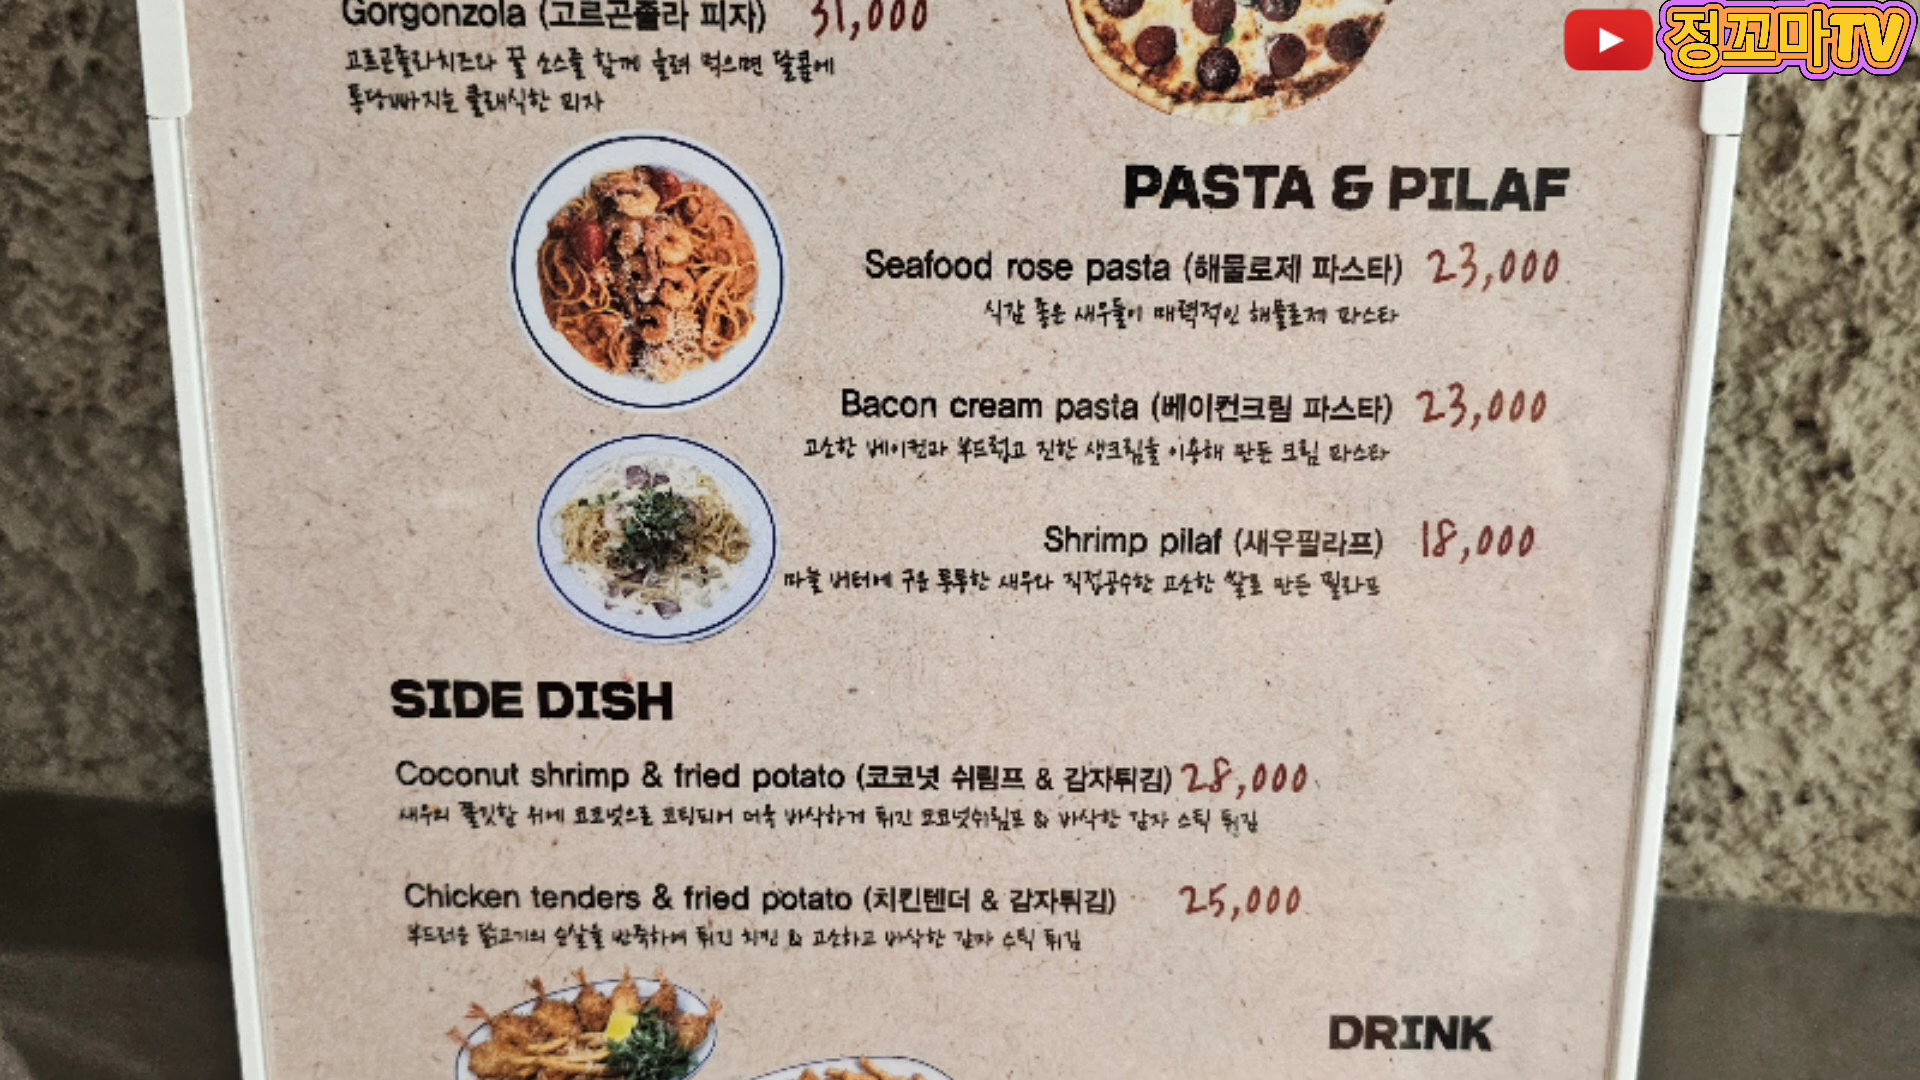 정꼬마TV
Gorgonzola (고르곤졸라 피자) 31,000
고르곤졸라치즈와 꿀 소스를 함께 올려 먹으면 달콤에
퐁당빠지는 클래식한 피자
PASTA & PILAF
Seafood rose pasta (해물로제 파스타) 23,000
식감 좋은 새우들이 매력적인 해물로제 파스타
Bacon cream pasta (베이컨크림 파스타) 23,000
고소한 베이컨과 부드럽고 진한 생크림을 이용해 만든 크림 파스타
Shrimp pilaf (새우필라프) 18,000
마늘 버터에 구운 통통한 새우와 직접공수한 고소한 쌀로 만든 필라프
SIDE DISH
Coconut shrimp & fried potato (코코넛 쉬림프 & 감자튀김) 28,000
새우의 쫄깃함 위에 코코넛으로 코팅되어 더욱 바삭하게 튀긴 코코넛쉬림프 & 바삭한 감자 스틱 튀김
Chicken tenders & fried potato (치킨텐더 & 감자튀김) 25,000
부드러운 닭고기의 순살을 반죽하여 튀긴 치킨 & 고소하고 바삭한 감자 스틱 튀김
DRINK